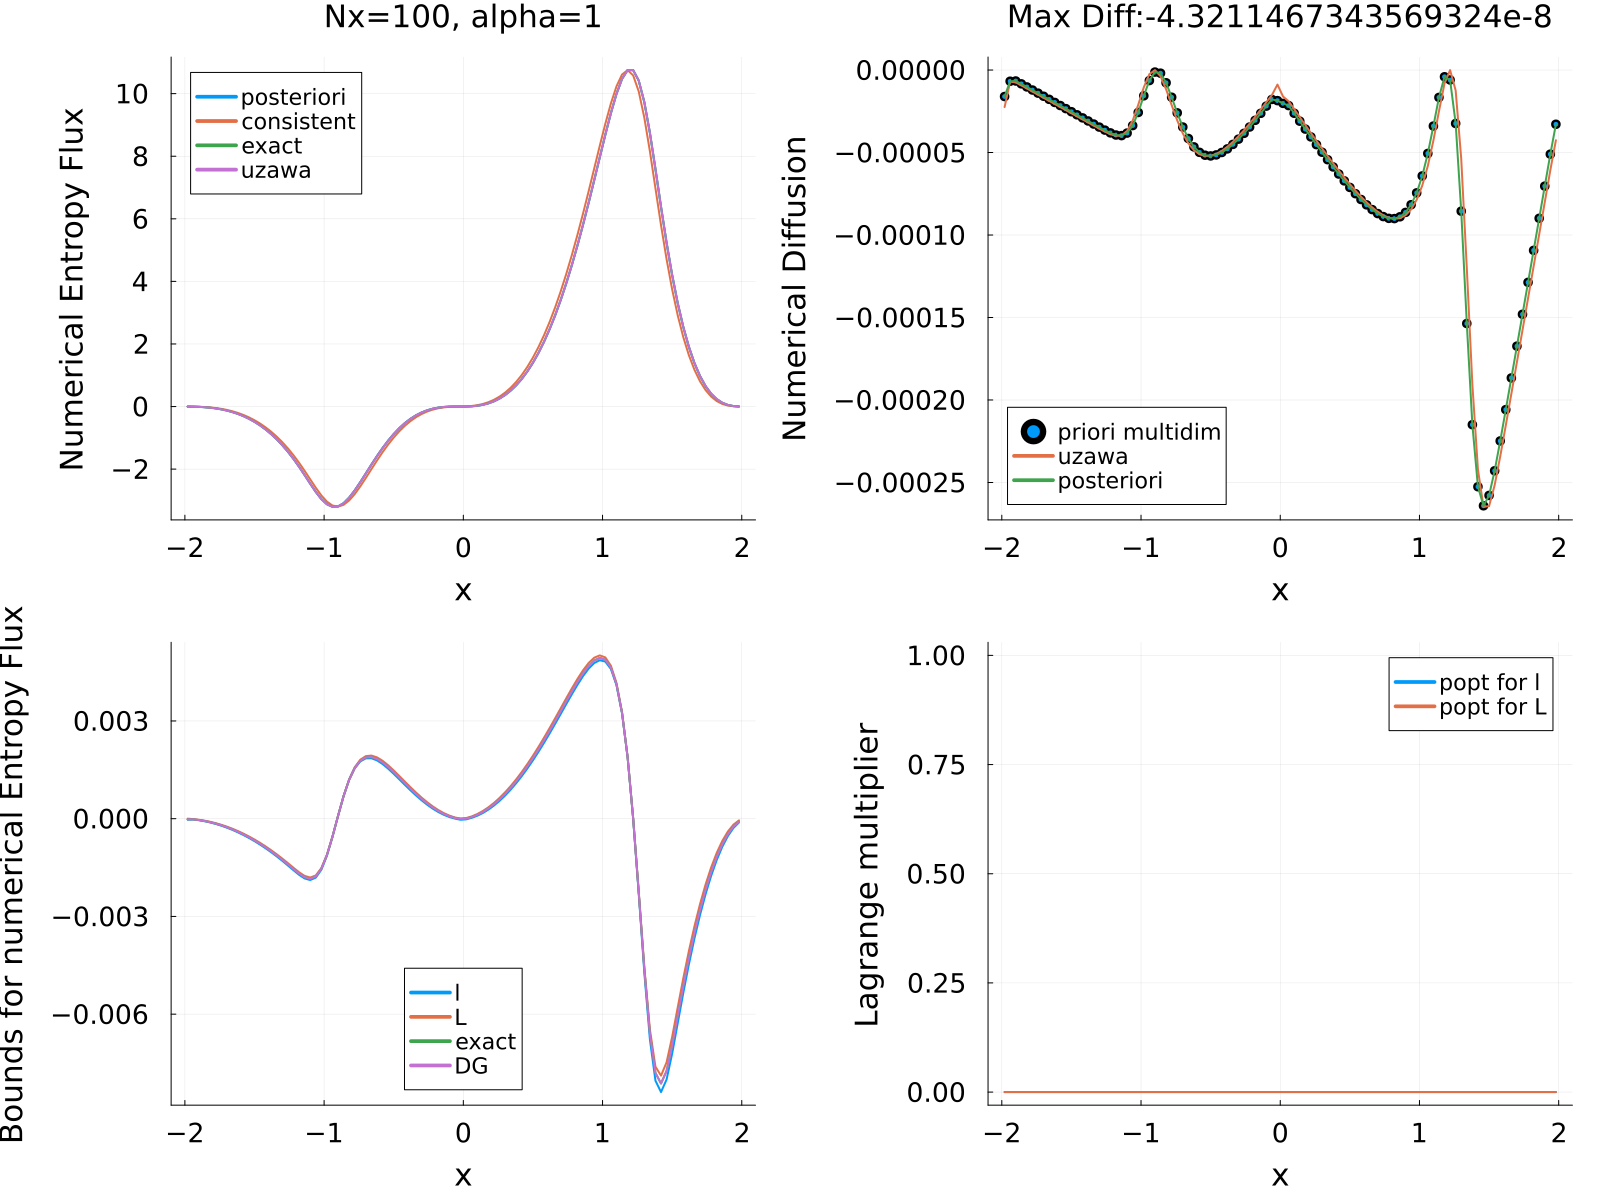 Nx=100, alpha=1
Numerical Entropy Flux
10
8
6
4
2
0
−2
posteriori
consistent
exact
uzawa
−2
−1
0
1
2
x
Max Diff:-4.3211467343569324e-8
Numerical Diffusion
0.00000
−0.00005
−0.00010
−0.00015
−0.00020
−0.00025
priori multidim
uzawa
posteriori
−2
−1
0
1
2
x
Bounds for numerical Entropy Flux
0.003
0.000
−0.003
−0.006
l
L
exact
DG
−2
−1
0
1
2
x
Lagrange multiplier
1.00
0.75
0.50
0.25
0.00
popt for l
popt for L
−2
−1
0
1
2
x